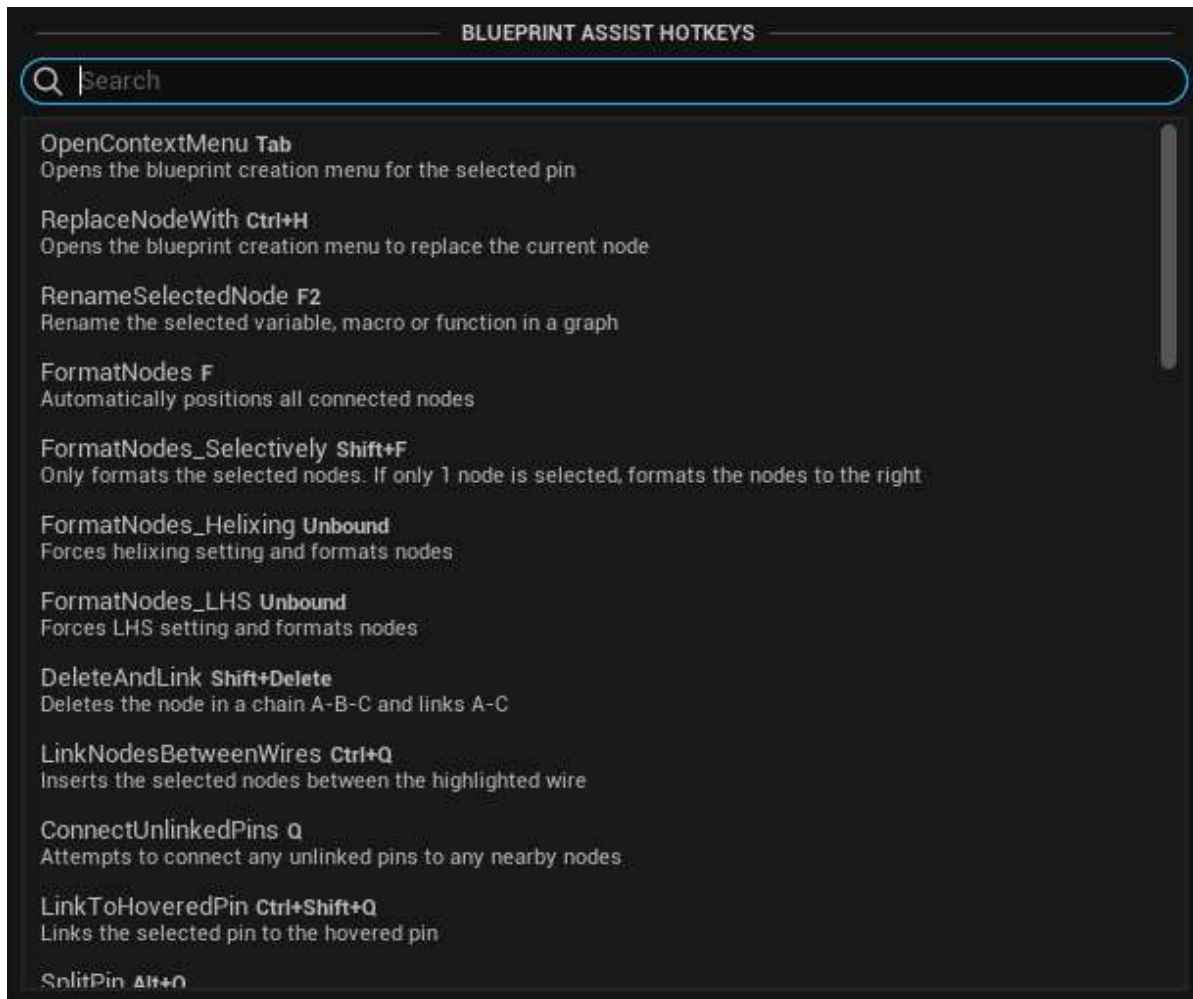 BLUEPRINT ASSIST HOTKEYS
Search
OpenContextMenu Tab
Opens the blueprint creation menu for the selected pin
ReplaceNodeWith Ctrl+H
Opens the blueprint creation menu to replace the current node
RenameSelectedNode F2
Rename the selected variable, macro or function in a graph
FormatNodes F
Automatically positions all connected nodes
FormatNodes_Selectively Shift+F
Only formats the selected nodes. If only 1 node is selected, formats the nodes to the right
FormatNodes_Helixing Unbound
Forces helixing setting and formats nodes
FormatNodes_LHS Unbound
Forces LHS setting and formats nodes
DeleteAndLink Shift+Delete
Deletes the node in a chain A-B-C and links A-C
LinkNodesBetweenWires Ctrl+Q
Inserts the selected nodes between the highlighted wire
ConnectUnlinkedPins Q
Attempts to connect any unlinked pins to any nearby nodes
LinkToHoveredPin Ctrl+Shift+Q
Links the selected pin to the hovered pin
SplitPin Alt+Q